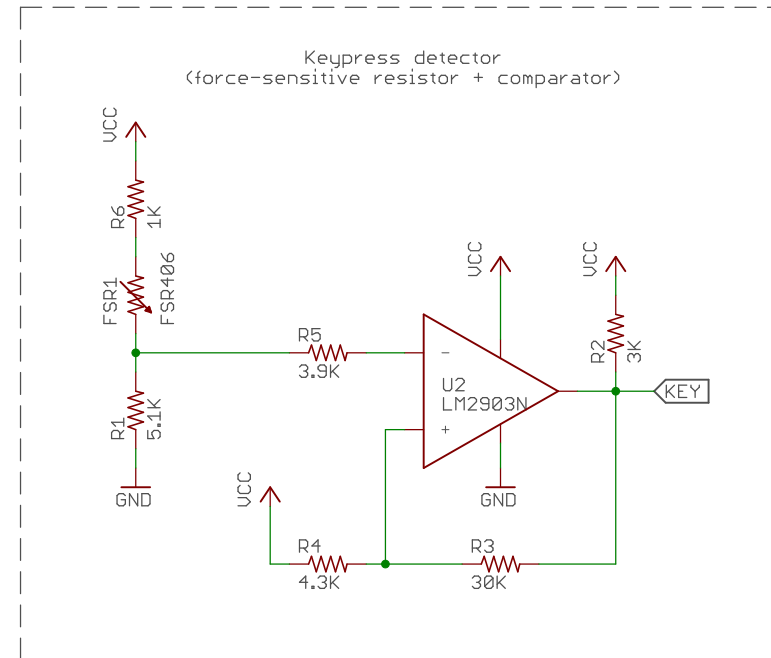 Keypress detector
(force-sensitive resistor + comparator)
VCC
R6
1K
FSR1
FSR406
R1
5.1K
GND
R5
3.9K
VCC
VCC
R2
3K
-
U2
LM2903N
+
KEY
GND
VCC
R4
4.3K
R3
30K